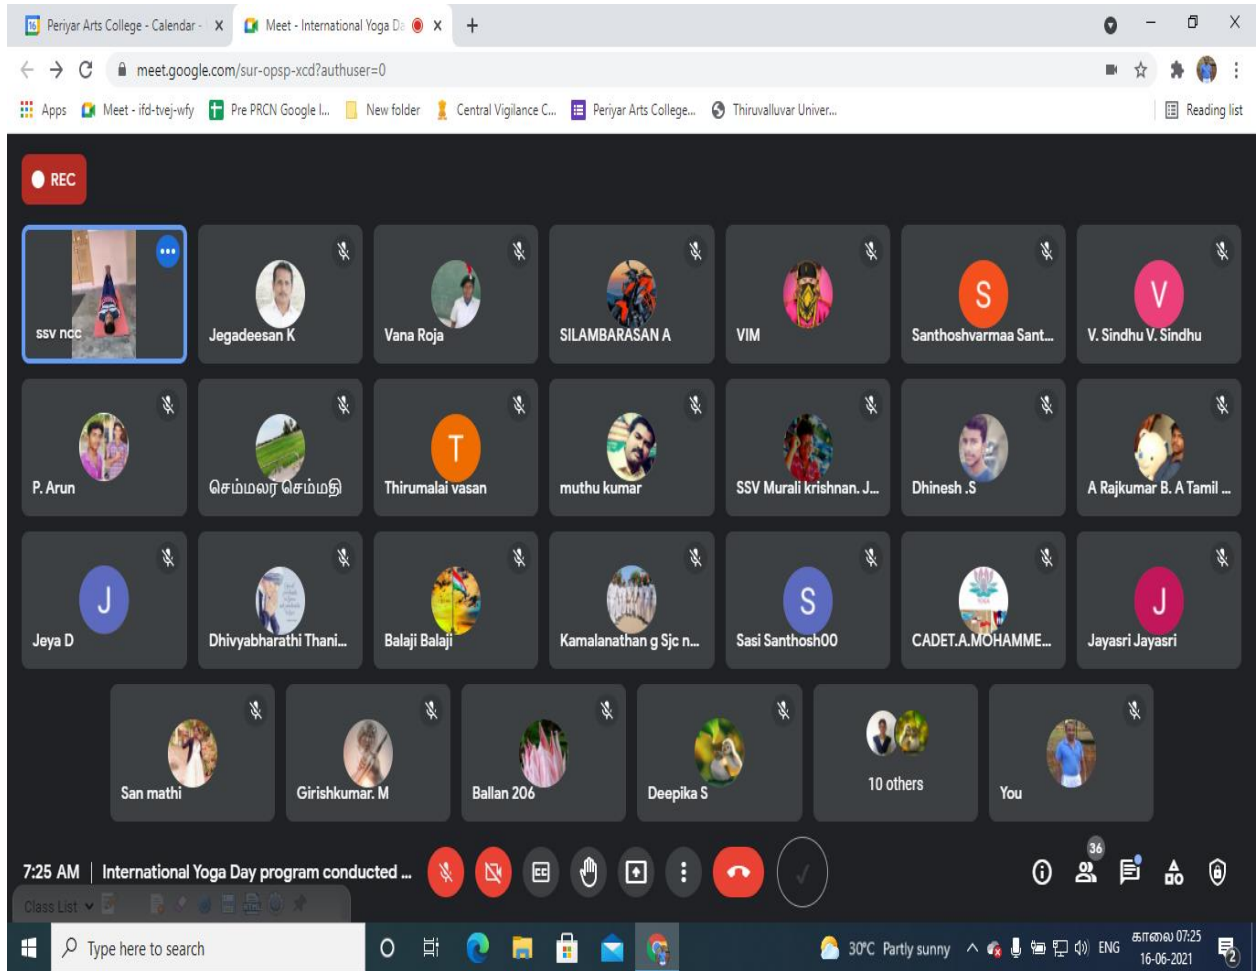 Periyar Arts College - Calendar -
Meet - International Yoga Da
meet.google.com/sur-opsp-xcd?authuser=0
Apps
Meet - ifd-tvej-wfy
Pre PRCN Google I...
New folder
Central Vigilance C...
Periyar Arts College...
Thiruvalluvar Univer...
Reading list
REC
ssv ncc
Jegadeesan K
Vana Roja
SILAMBARASAN A
VIM
S
Santhoshvarmaa Sant...
V
V. Sindhu V. Sindhu
P. Arun
செம்மலர் செம்மதி
T
Thirumalai vasan
muthu kumar
SSV Murali krishnan. J...
Dhinesh .S
A Rajkumar B. A Tamil ...
J
Jeya D
Dhivyabharathi Thani...
Balaji Balaji
Kamalanathan g Sjc n...
S
Sasi Santhosh00
CADET.A.MOHAMME...
J
Jayasri Jayasri
San mathi
Girishkumar. M
Ballan 206
Deepika S
10 others
You
7:25 AM | International Yoga Day program conducted ...
36
Class List
Type here to search
30°C Partly sunny
ENG
காலை 07:25
16-06-2021
2